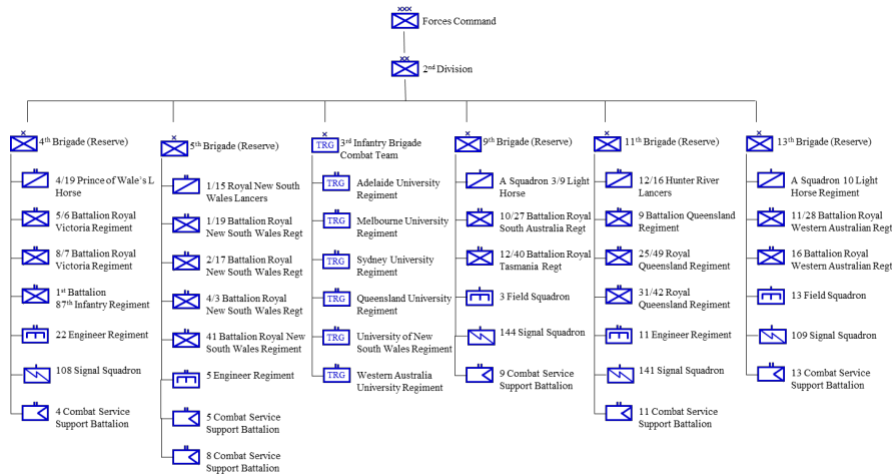 Forces Command
2nd Division
4th Brigade (Reserve)
4/19 Prince of Wale's L
Horse
5/6 Battalion Royal
Victoria Regiment
8/7 Battalion Royal
Victoria Regiment
1st Battalion
87th Infantry Regiment
22 Engineer Regiment
108 Signal Squadron
4 Combat Service
Support Battalion
5th Brigade (Reserve)
1/15 Royal New South
Wales Lancers
1/19 Battalion Royal
New South Wales Regt
2/17 Battalion Royal
New South Wales Regt
4/3 Battalion Royal
New South Wales Regt
41 Battalion Royal New
South Wales Regiment
5 Engineer Regiment
5 Combat Service
Support Battalion
8 Combat Service
Support Battalion
TRG
3rd Infantry Brigade
Combat Team
TRG
Adelaide University
Regiment
TRG
Melbourne University
Regiment
TRG
Sydney University
Regiment
TRG
Queensland University
Regiment
TRG
University of New
South Wales Regiment
TRG
Western Australia
University Regiment
9th Brigade (Reserve)
A Squadron 3/9 Light
Horse
10/27 Battalion Royal
South Australia Regt
12/40 Battalion Royal
Tasmania Regt
3 Field Squadron
144 Signal Squadron
9 Combat Service
Support Battalion
11th Brigade (Reserve)
12/16 Hunter River
Lancers
9 Battalion Queensland
Regiment
25/49 Royal
Queensland Regiment
31/42 Royal
Queensland Regiment
11 Engineer Regiment
141 Signal Squadron
11 Combat Service
Support Battalion
13th Brigade (Reserve)
A Squadron 10 Light
Horse Regiment
11/28 Battalion Royal
Western Australian Regt
16 Battalion Royal
Western Australian Regt
13 Field Squadron
109 Signal Squadron
13 Combat Service
Support Battalion